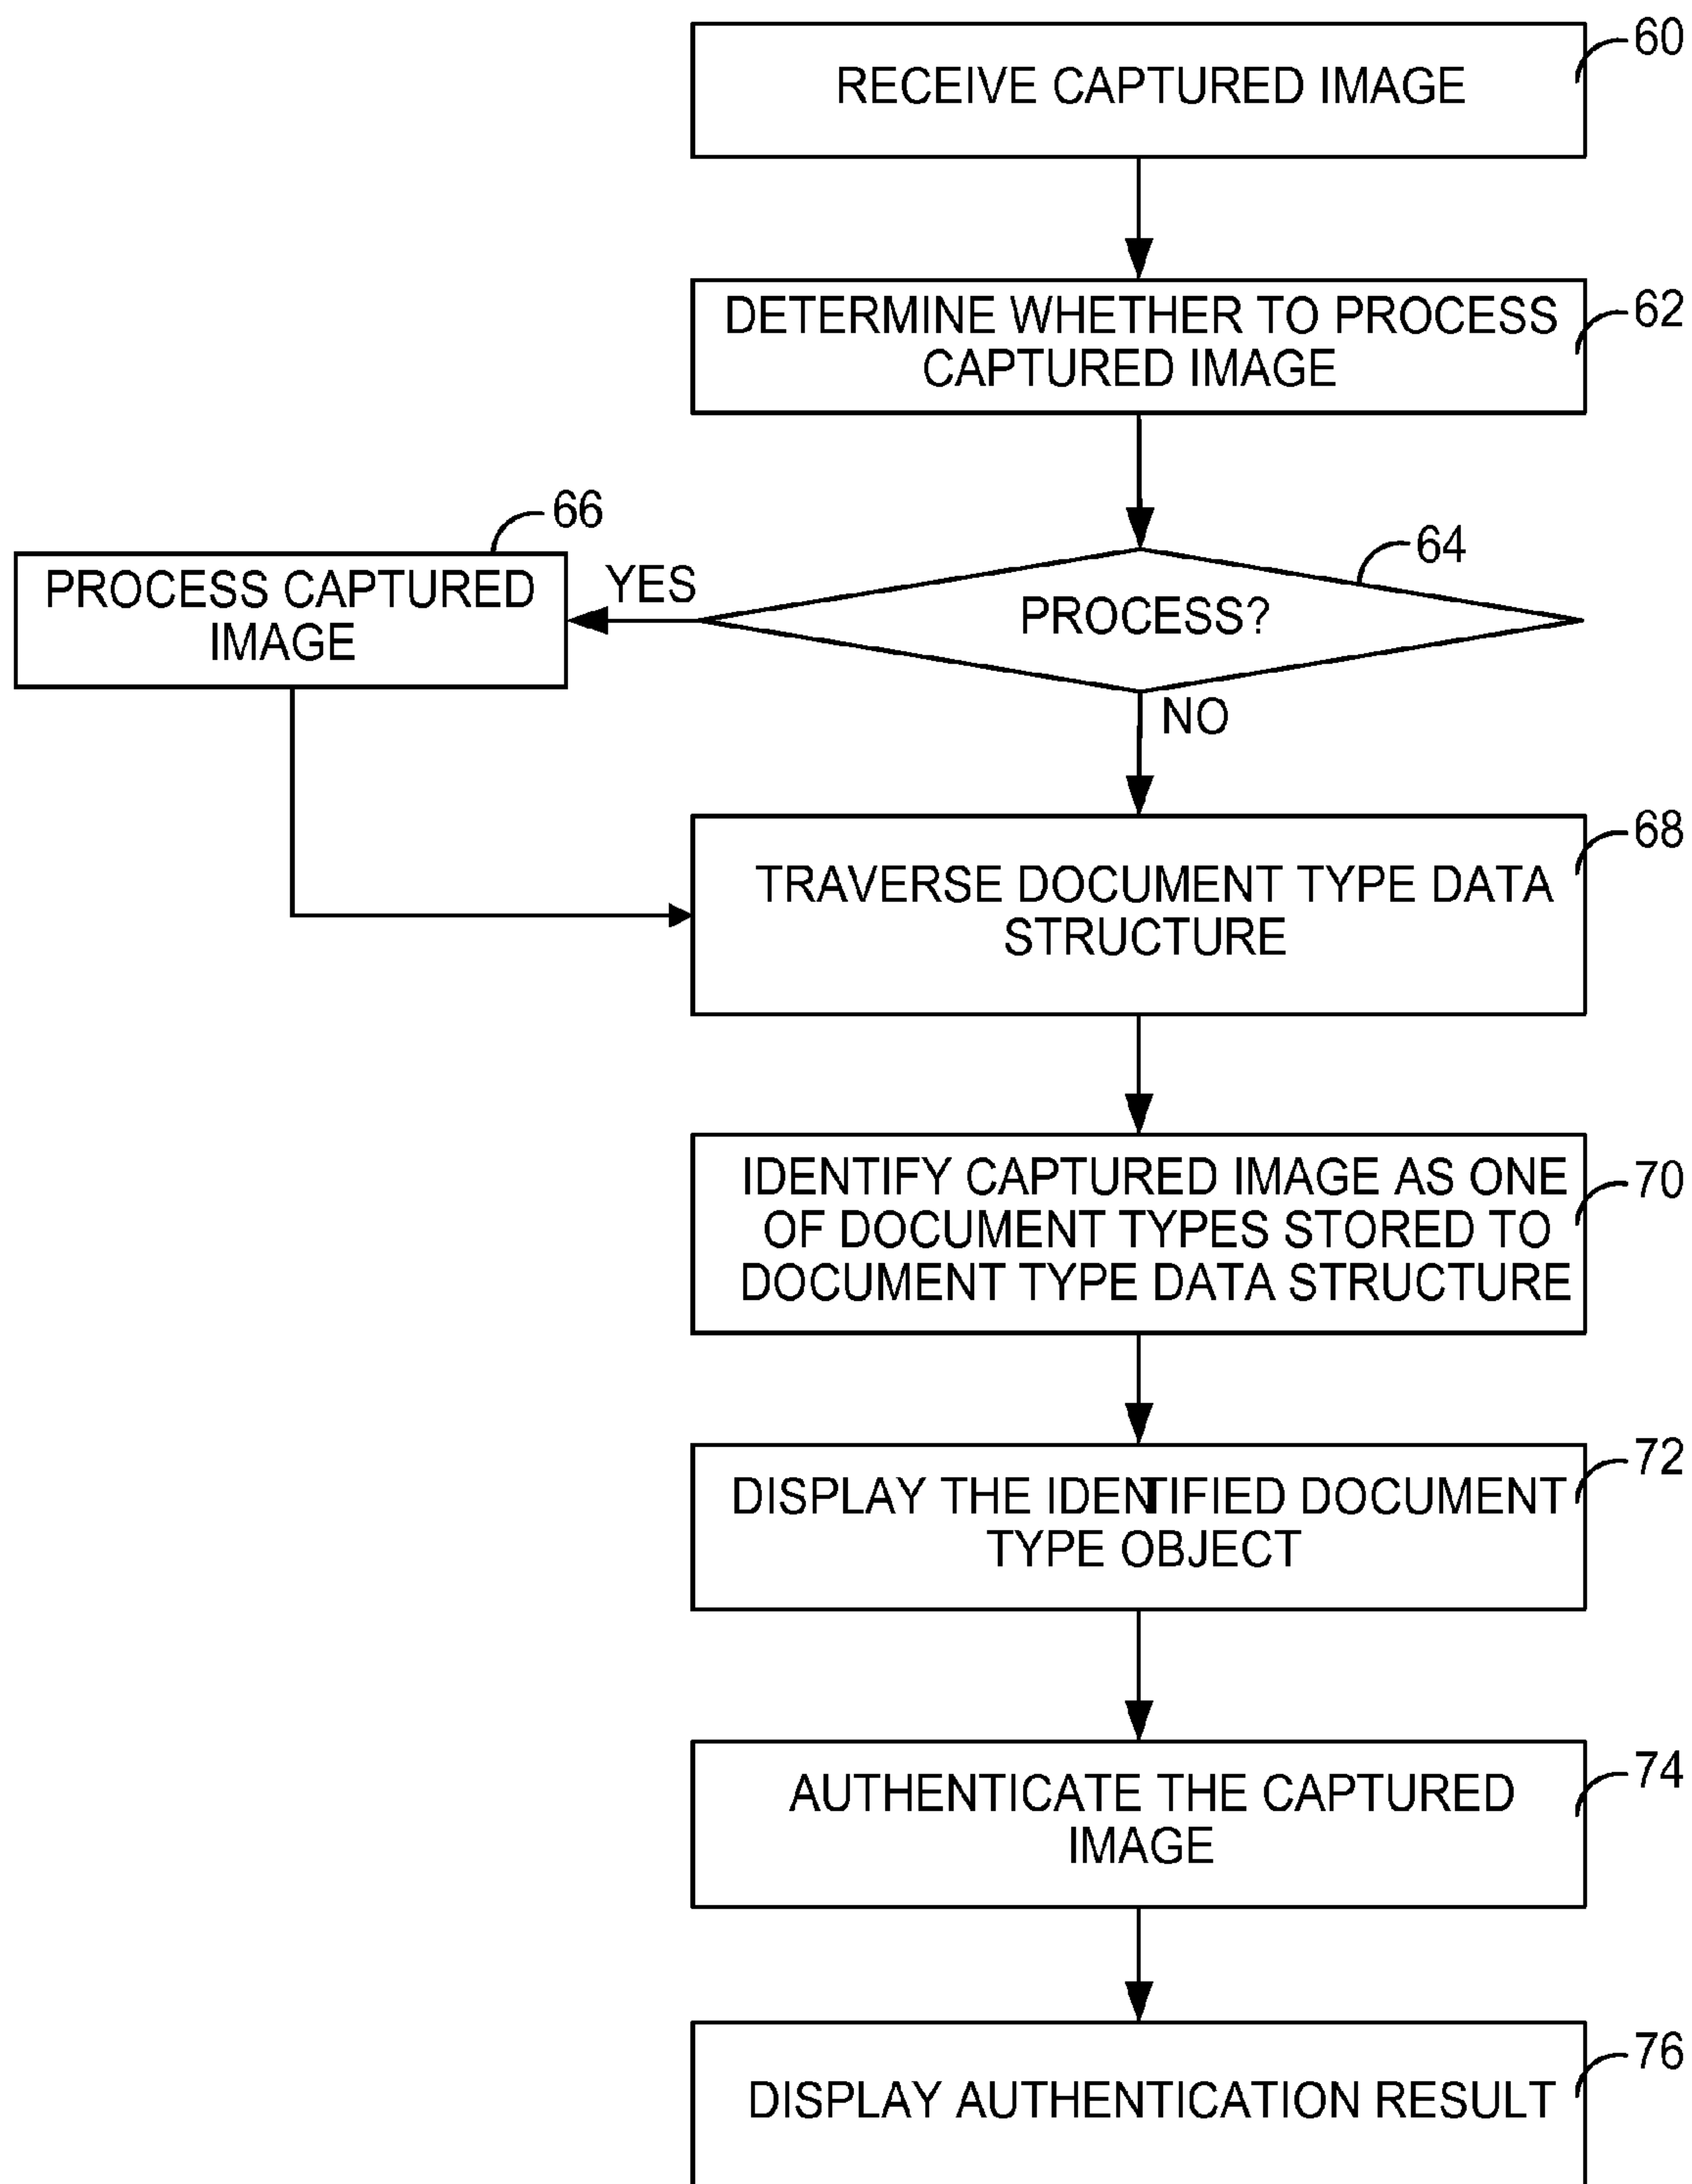 60
RECEIVE CAPTURED IMAGE
62
DETERMINE WHETHER TO PROCESS
CAPTURED IMAGE
66
PROCESS CAPTURED
IMAGE
YES
64
PROCESS?
NO
68
TRAVERSE DOCUMENT TYPE DATA
STRUCTURE
70
IDENTIFY CAPTURED IMAGE AS ONE
OF DOCUMENT TYPES STORED TO
DOCUMENT TYPE DATA STRUCTURE
72
DISPLAY THE IDENTIFIED DOCUMENT
TYPE OBJECT
74
AUTHENTICATE THE CAPTURED
IMAGE
76
DISPLAY AUTHENTICATION RESULT